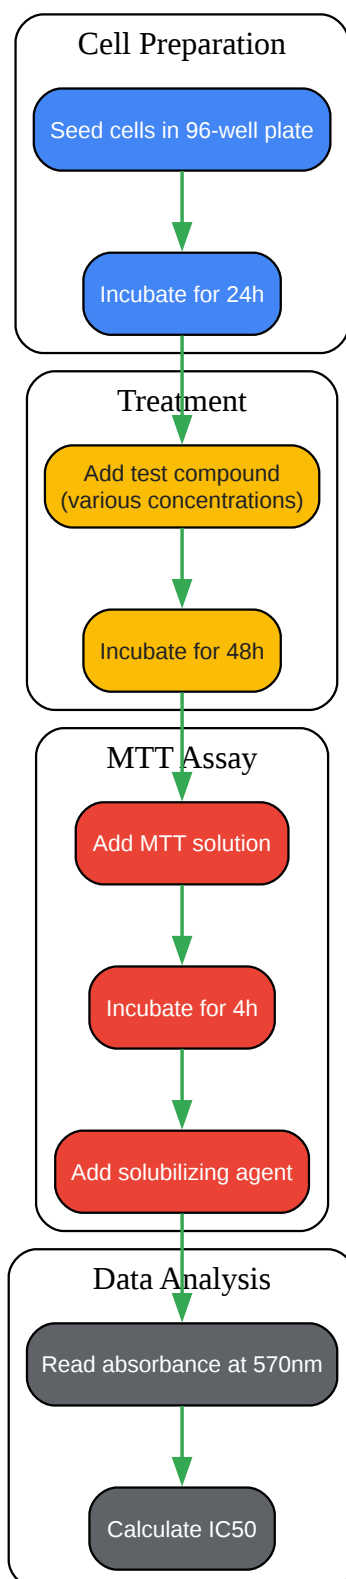 Cell Preparation
Seed cells in 96-well plate
Incubate for 24h
Treatment
Add test compound
(various concentrations)
Incubate for 48h
MTT Assay
Add MTT solution
Incubate for 4h
Add solubilizing agent
Data Analysis
Read absorbance at 570nm
Calculate IC50